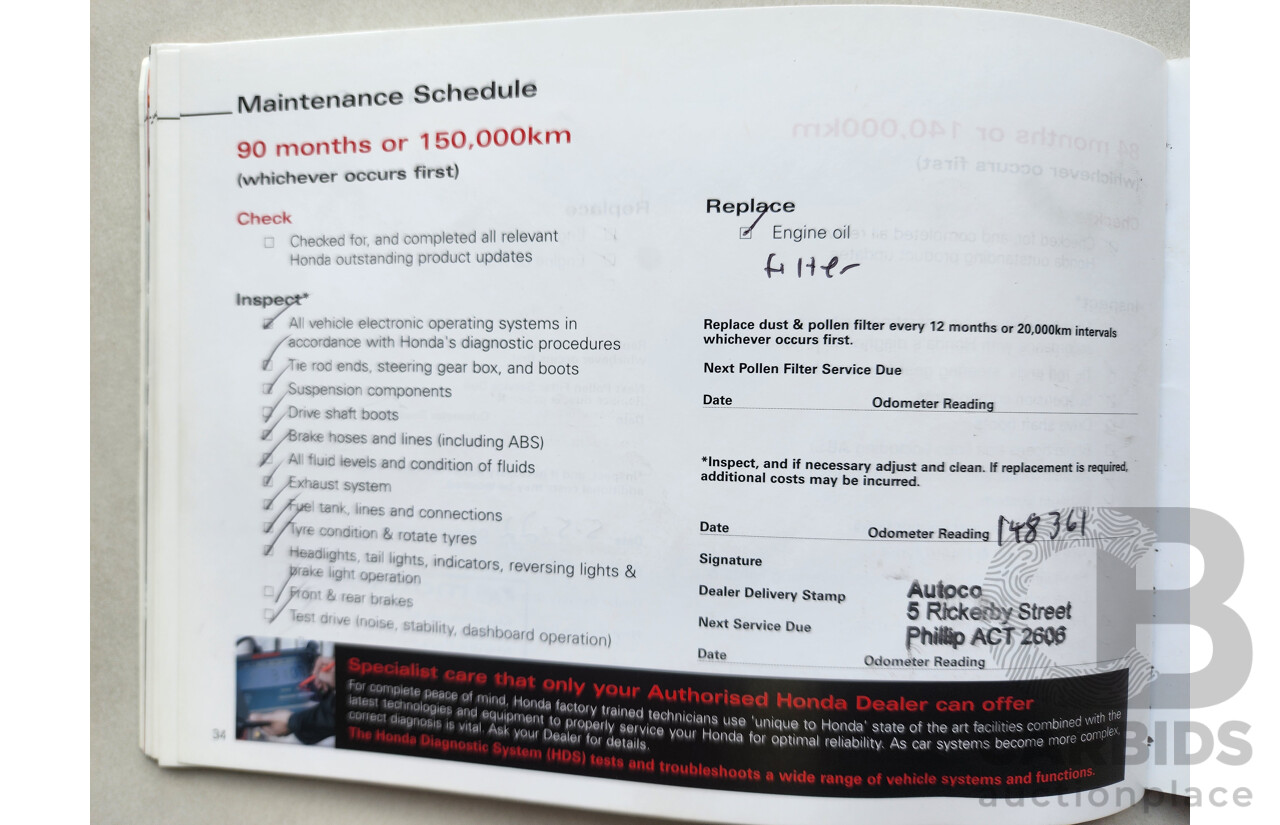 Maintenance Schedule
90 months or 150,000km
(whichever occurs first)
Check
Checked for, and completed all relevant
Honda outstanding product updates
Inspect*
All vehicle electronic operating systems in
accordance with Honda's diagnostic procedures
Tie rod ends, steering gear box, and boots
Suspension components
Drive shaft boots
Brake hoses and lines (including ABS)
All fluid levels and condition of fluids
Exhaust system
Fuel tank, lines and connections
Tyre condition & rotate tyres
Headlights, tail lights, indicators, reversing lights &
brake light operation
Front & rear brakes
Test drive (noise, stability, dashboard operation)
Replace
Engine oil
filter
Replace dust & pollen filter every 12 months or 20,000km intervals
whichever occurs first.
Next Pollen Filter Service Due
Date Odometer Reading
*Inspect, and if necessary adjust and clean. If replacement is required,
additional costs may be incurred.
Date Odometer Reading 148361
Signature
Dealer Delivery Stamp
Autoco
5 Rickerby Street
Phillip ACT 2606
Next Service Due
Date Odometer Reading
Specialist care that only your Authorised Honda Dealer can offer
For complete peace of mind, Honda factory trained technicians use 'unique to Honda' state of the art facilities combined with the
latest technologies and equipment to properly service your Honda for optimal reliability. As car systems become more complex,
correct diagnosis is vital. Ask your Dealer for details.
The Honda Diagnostic System (HDS) tests and troubleshoots a wide range of vehicle systems and functions.
34
CARBIDS
auctionplace